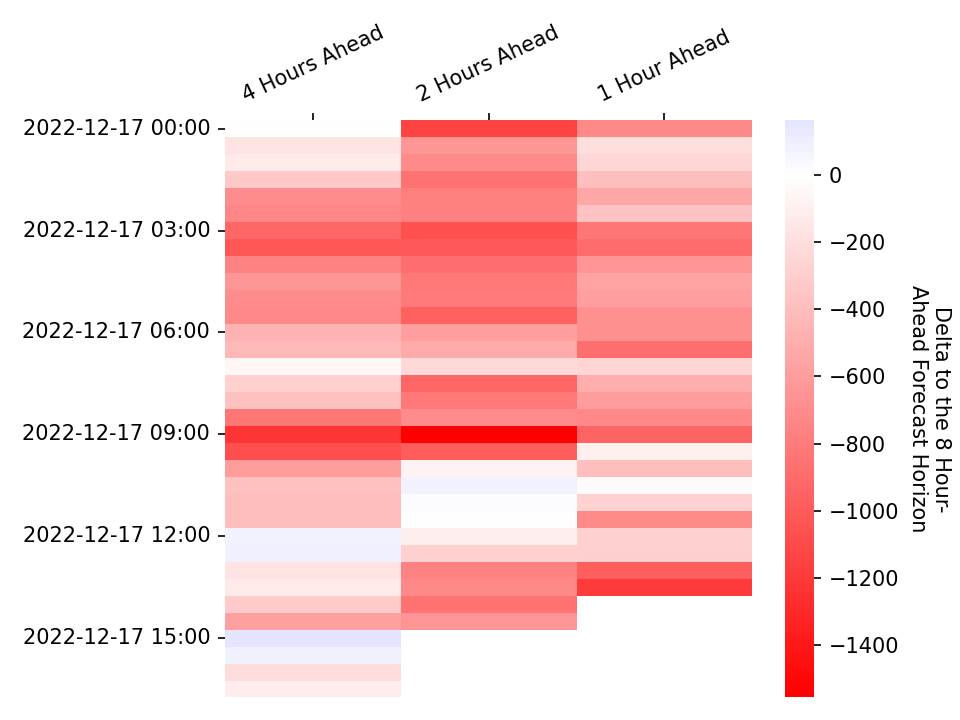 4 Hours Ahead
2 Hours Ahead
1 Hour Ahead
2022-12-17 00:00
2022-12-17 03:00
2022-12-17 06:00
2022-12-17 09:00
2022-12-17 12:00
2022-12-17 15:00
0
−200
−400
−600
−800
−1000
−1200
−1400
Delta to the 8 Hour-
Ahead Forecast Horizon